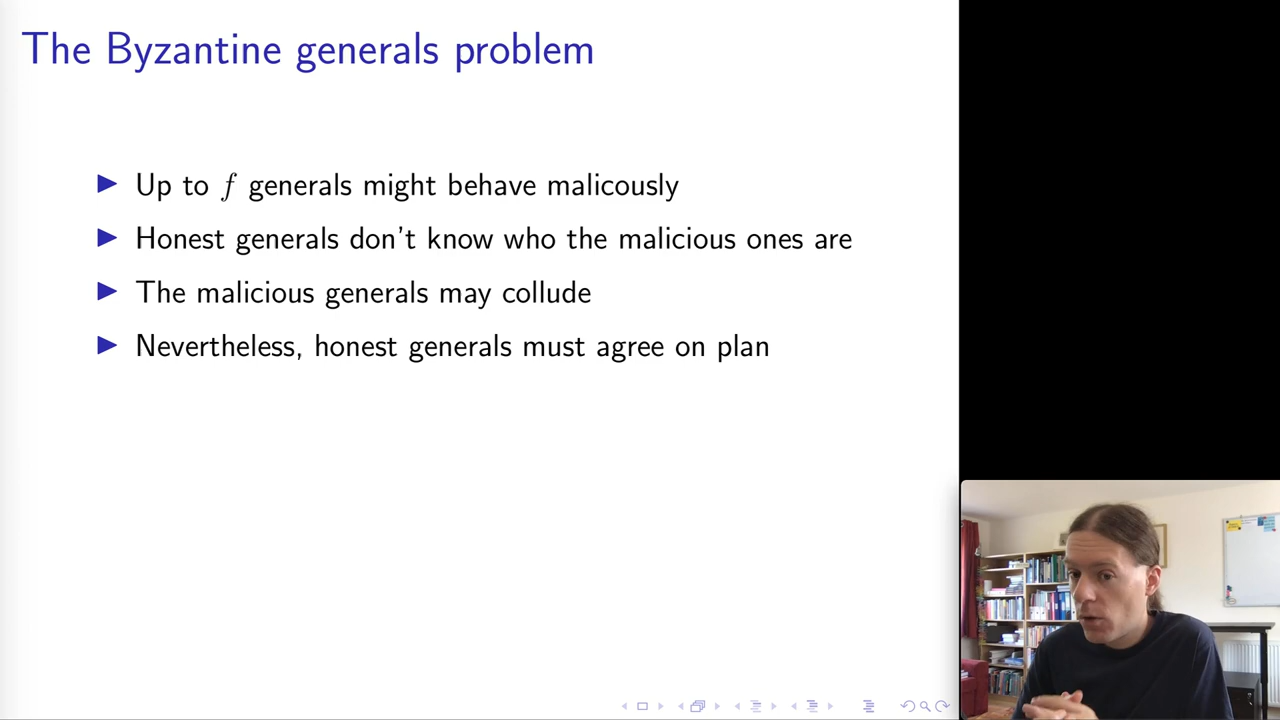 The Byzantine generals problem
Up to f generals might behave malicously
Honest generals don't know who the malicious ones are
The malicious generals may collude
Nevertheless, honest generals must agree on plan